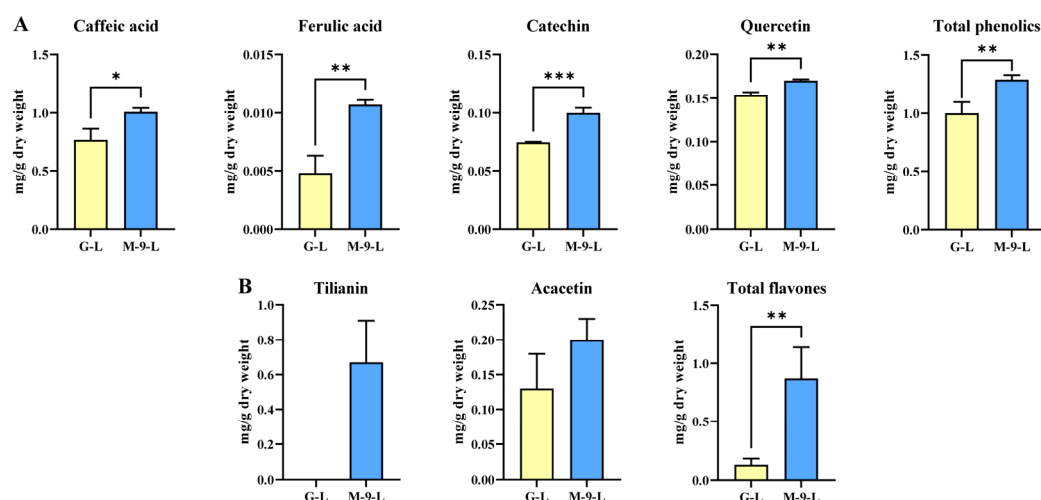 A
Caffeic acid
mg/g dry weight
1.5
1.0
0.5
0.0
*
G-L M-9-L
Ferulic acid
mg/g dry weight
0.015
0.010
0.005
0.000
**
G-L M-9-L
Catechin
mg/g dry weight
0.15
0.10
0.05
0.00
***
G-L M-9-L
Quercetin
mg/g dry weight
0.20
0.15
0.10
0.05
0.00
**
G-L M-9-L
Total phenolics
mg/g dry weight
1.5
1.0
0.5
0.0
**
G-L M-9-L
B
Tilianin
mg/g dry weight
1.0
0.8
0.6
0.4
0.2
0.0
G-L M-9-L
Acacetin
mg/g dry weight
0.25
0.20
0.15
0.10
0.05
0.00
G-L M-9-L
Total flavones
mg/g dry weight
1.5
1.0
0.5
0.0
**
G-L M-9-L